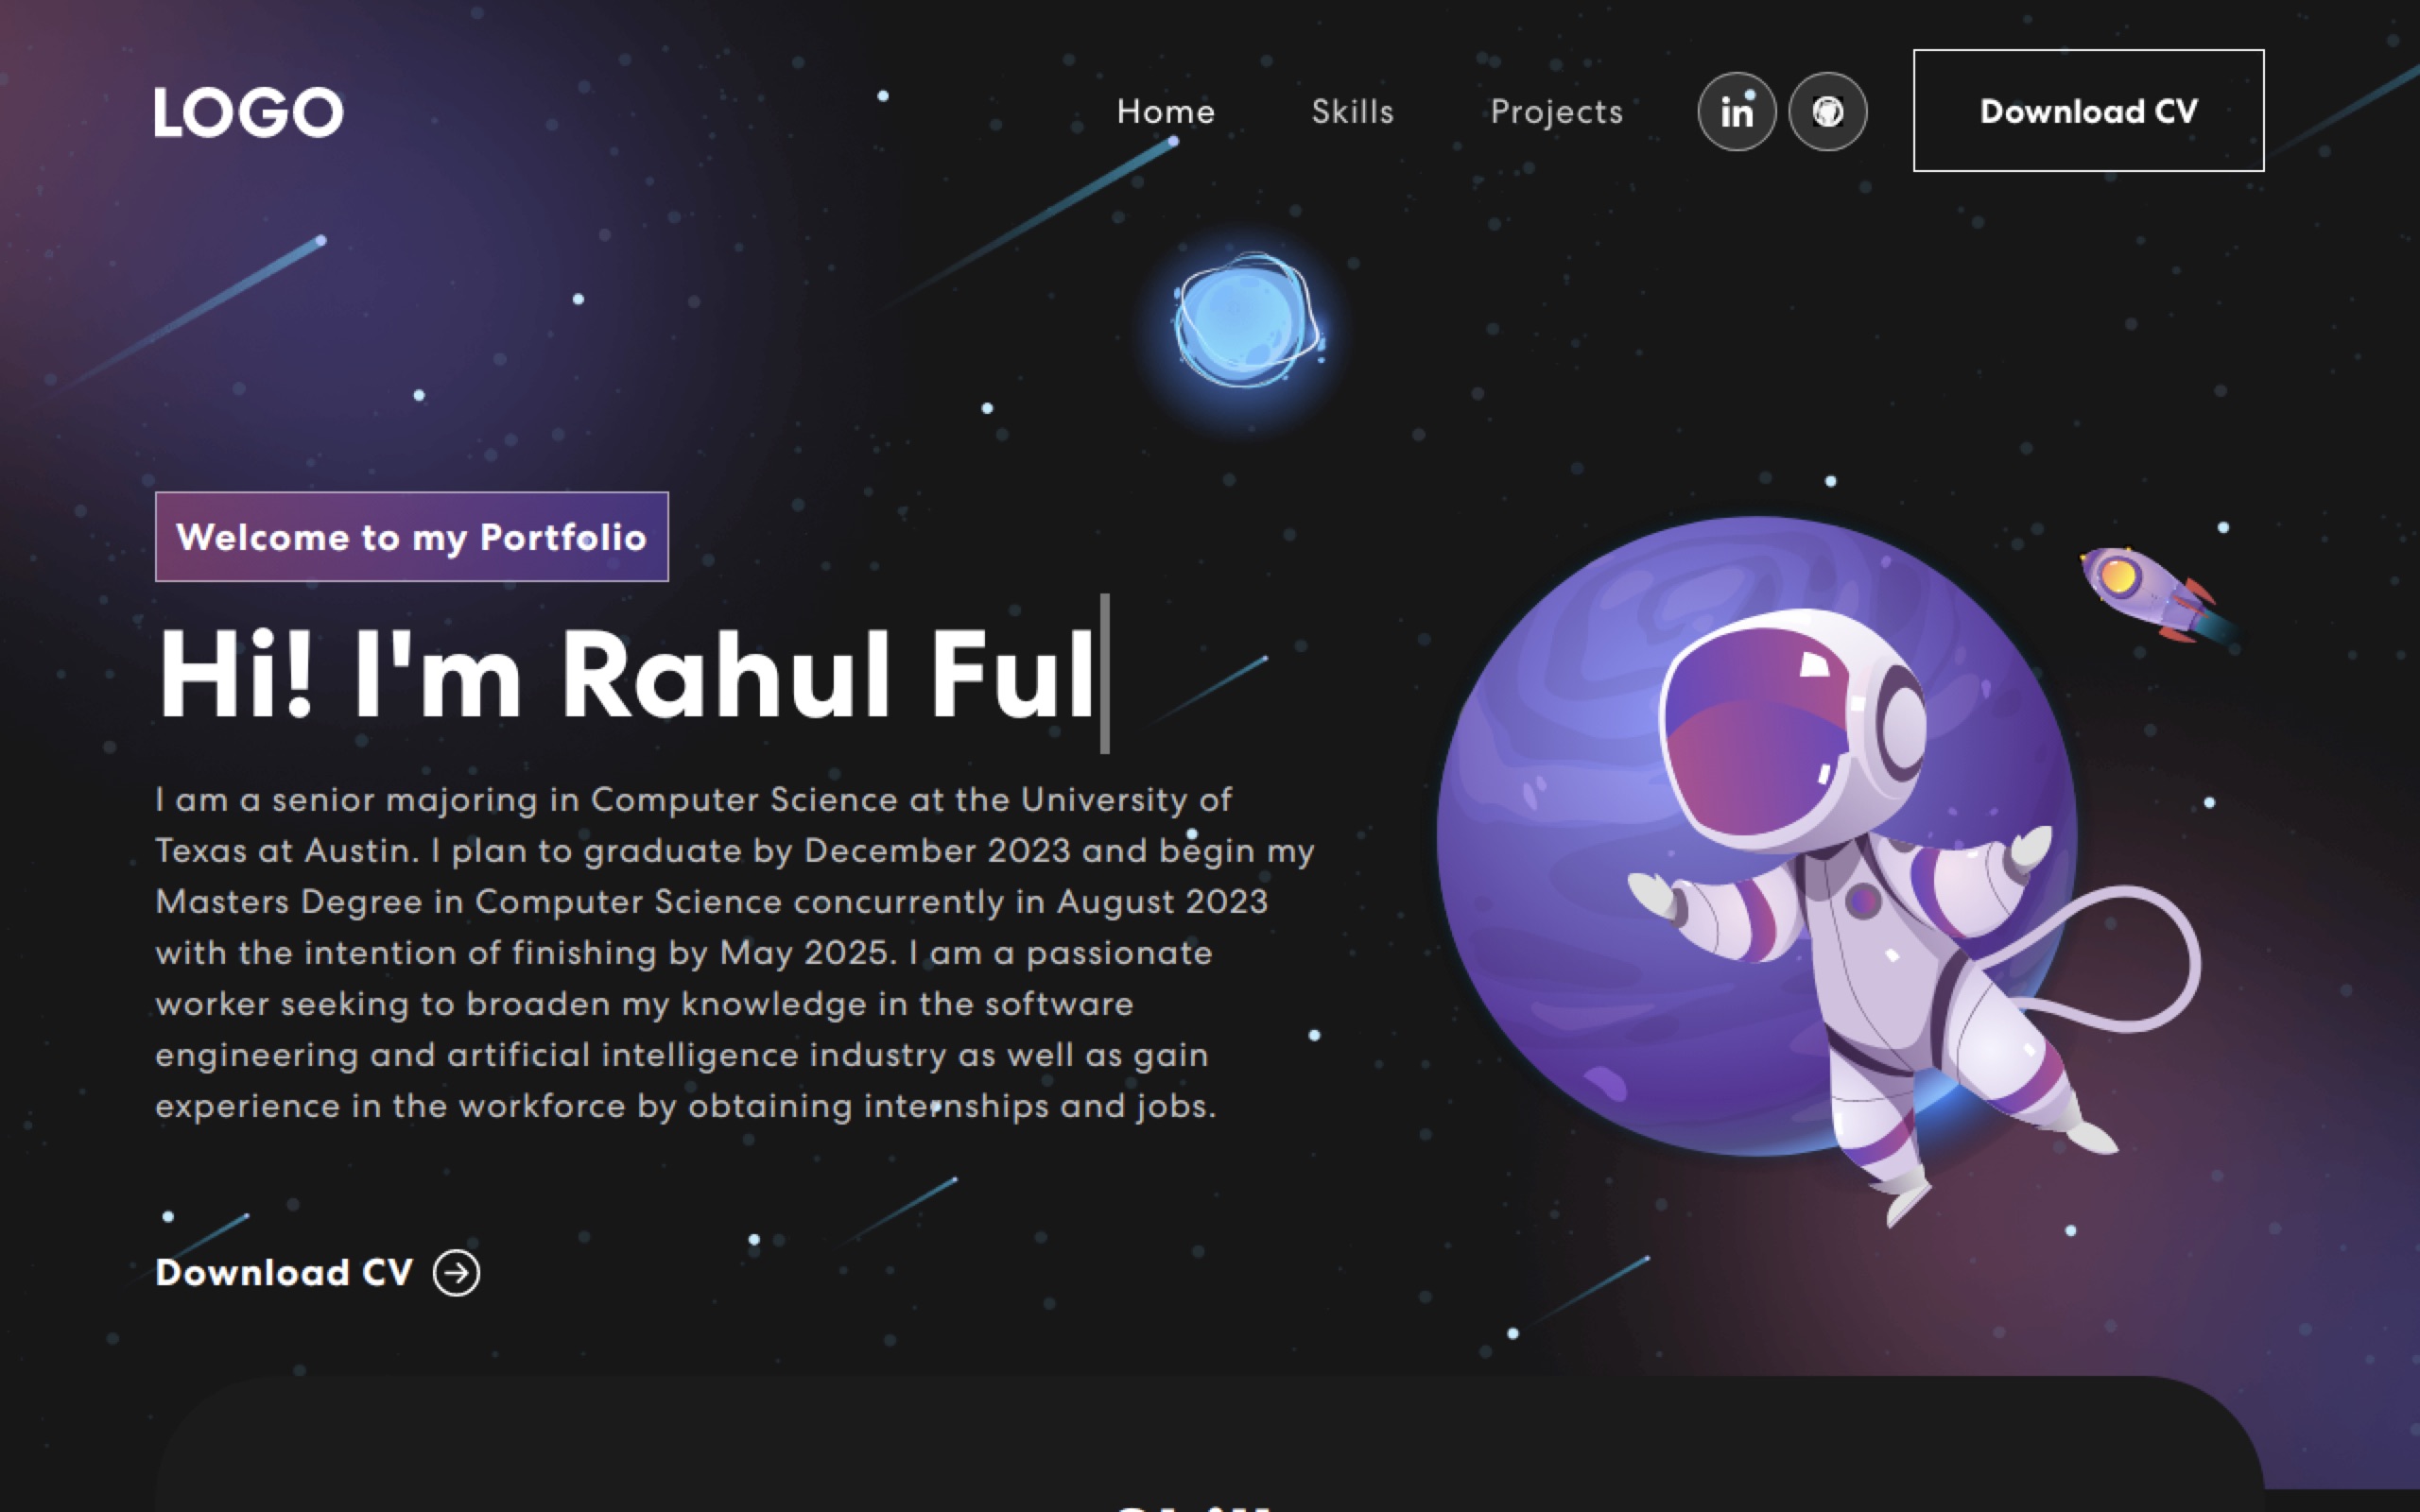 LOGO
Home
Skills
Projects
in
Download CV
Welcome to my Portfolio
Hi! I'm Rahul Ful
I am a senior majoring in Computer Science at the University of
Texas at Austin. I plan to graduate by December 2023 and begin my
Masters Degree in Computer Science concurrently in August 2023
with the intention of finishing by May 2025. I am a passionate
worker seeking to broaden my knowledge in the software
engineering and artificial intelligence industry as well as gain
experience in the workforce by obtaining internships and jobs.
Download CV